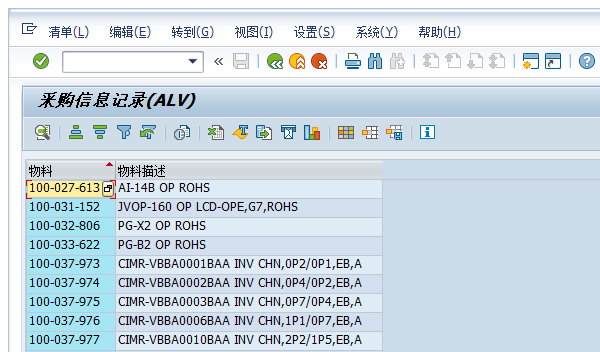 清单(L) 编辑(E) 转到(G) 视图(I) 设置(S) 系统(Y) 帮助(H)
采购信息记录(ALV)
物料 物料描述
100-027-613 AI-14B OP ROHS
100-031-152 JVOP-160 OP LCD-OPE,G7,ROHS
100-032-806 PG-X2 OP ROHS
100-033-622 PG-B2 OP ROHS
100-037-973 CIMR-VBBA0001BAA INV CHN,0P2/0P1,EB,A
100-037-974 CIMR-VBBA0002BAA INV CHN,0P4/0P2,EB,A
100-037-975 CIMR-VBBA0003BAA INV CHN,0P7/0P4,EB,A
100-037-976 CIMR-VBBA0006BAA INV CHN,1P1/0P7,EB,A
100-037-977 CIMR-VBBA0010BAA INV CHN,2P2/1P5,EB,A